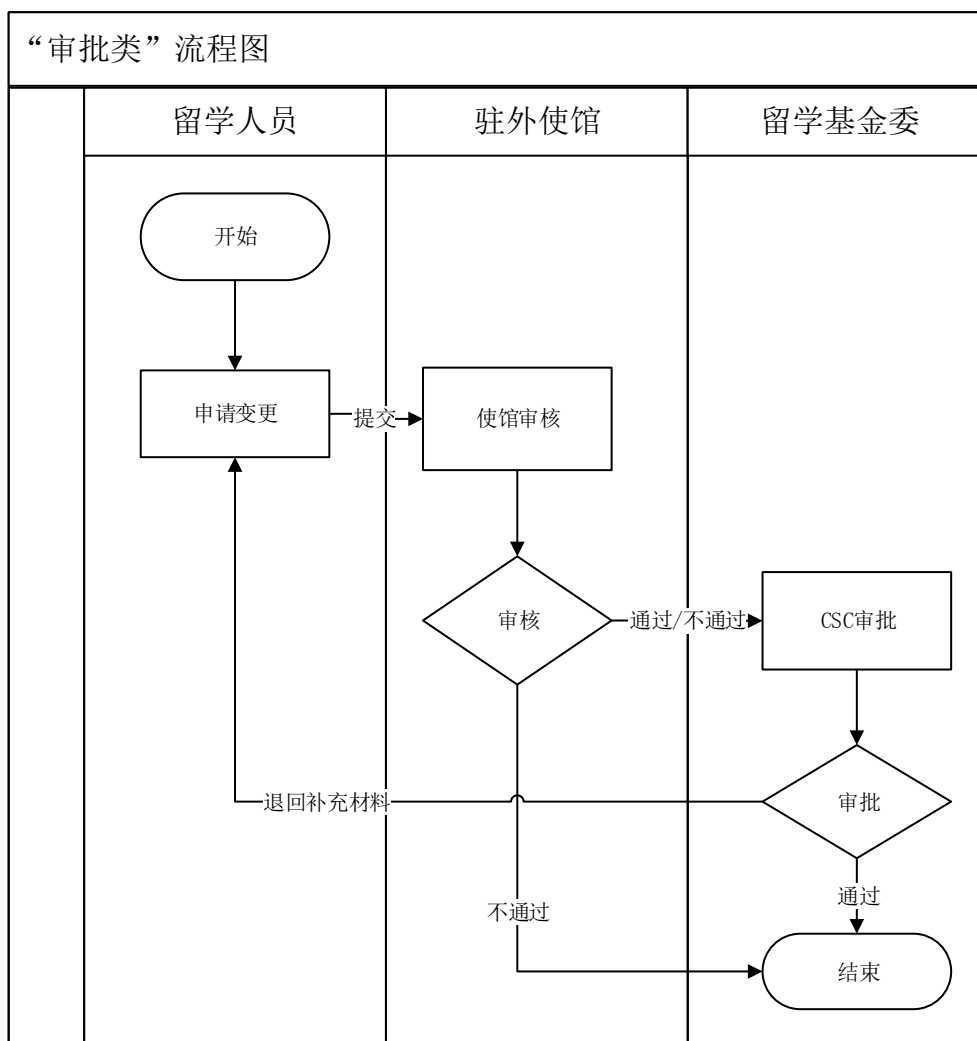 “审批类”流程图
留学人员
驻外使馆
留学基金委
开始
申请变更
提交
使馆审核
审核
通过/不通过
CSC审批
退回补充材料
审批
不通过
通过
结束